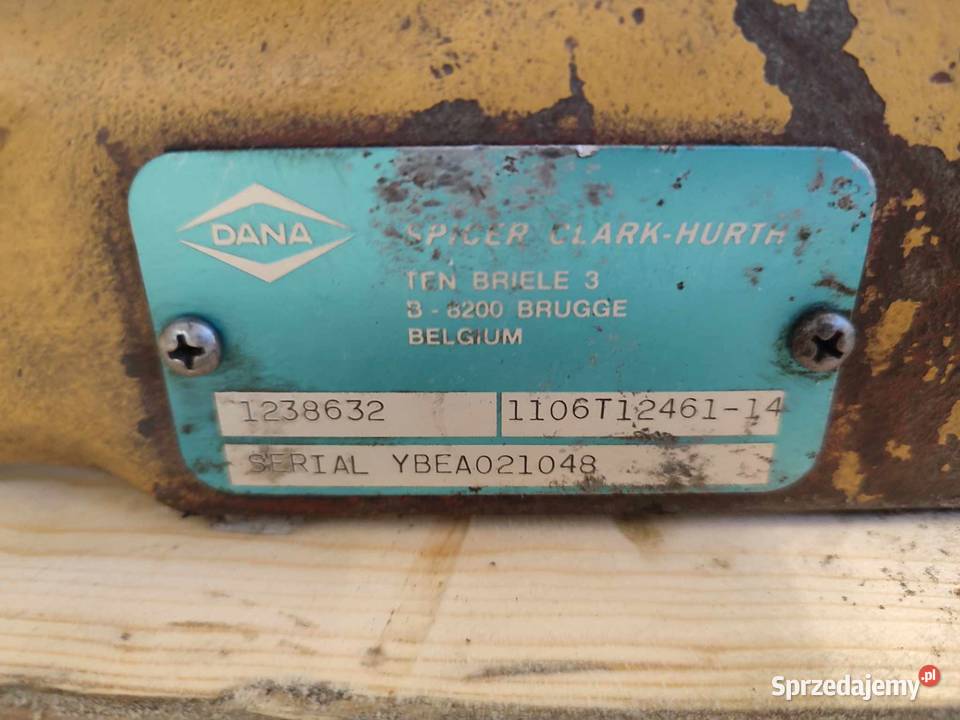 DANA
SPICER CLARK-HURTH
TEN BRIELE 3
B - 8200 BRUGGE
BELGIUM
1238632 1106T12461-14
SERIAL YBEA021048
Sprzedajemy.pl